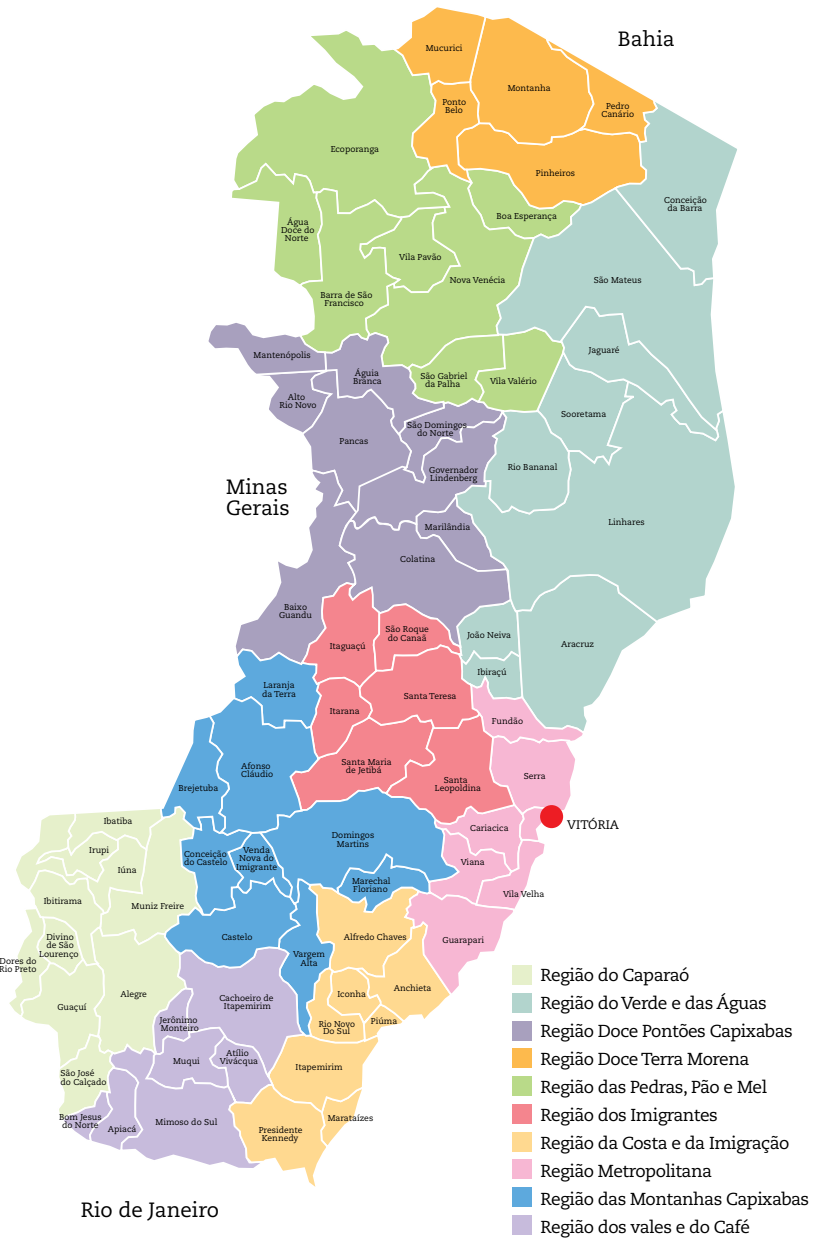 Bahia
Mucurici
Montanha
Ponto
Belo
Pedro
Canário
Ecoporanga
Pinheiros
Conceição
da Barra
Boa Esperança
Água
Doce do
Norte
Vila Pavão
Nova Venécia
São Mateus
Barra de São
Francisco
Mantenópolis
Jaguaré
Águia
Branca
São Gabriel
da Palha
Vila Valério
Alto
Rio Novo
Sooretama
São Domingos
do Norte
Pancas
Governador
Lindenberg
Rio Bananal
Minas
Gerais
Marilândia
Linhares
Colatina
Baixo
Guandu
São Roque
do Canaã
João Neiva
Itaguaçú
Aracruz
Ibiraçú
Laranja
da Terra
Santa Teresa
Itarana
Fundão
Afonso
Cláudio
Santa Maria
de Jetibá
Serra
Brejetuba
Santa
Leopoldina
Ibatiba
VITÓRIA
Cariacica
Domingos
Martins
Irupi
Conceição
do Castelo
Venda
Nova do
Imigrante
Viana
Iúna
Marechal
Floriano
Vila Velha
Ibitirama
Muniz Freire
Castelo
Alfredo Chaves
Guarapari
Divino
de São
Lourenço
Vargem
Alta
Dores do
Rio Preto
Anchieta
Alegre
Iconha
Guaçuí
Cachoeiro de
Itapemirim
Jerônimo
Monteiro
Rio Novo
Do Sul
Piúma
Muqui
Atílio
Vivácqua
Itapemirim
São José
do Calçado
Bom Jesus
do Norte
Apiacá
Mimoso do Sul
Presidente
Kennedy
Marataízes
Rio de Janeiro
Região do Caparaó
Região do Verde e das Águas
Região Doce Pontões Capixabas
Região Doce Terra Morena
Região das Pedras, Pão e Mel
Região dos Imigrantes
Região da Costa e da Imigração
Região Metropolitana
Região das Montanhas Capixabas
Região dos vales e do Café